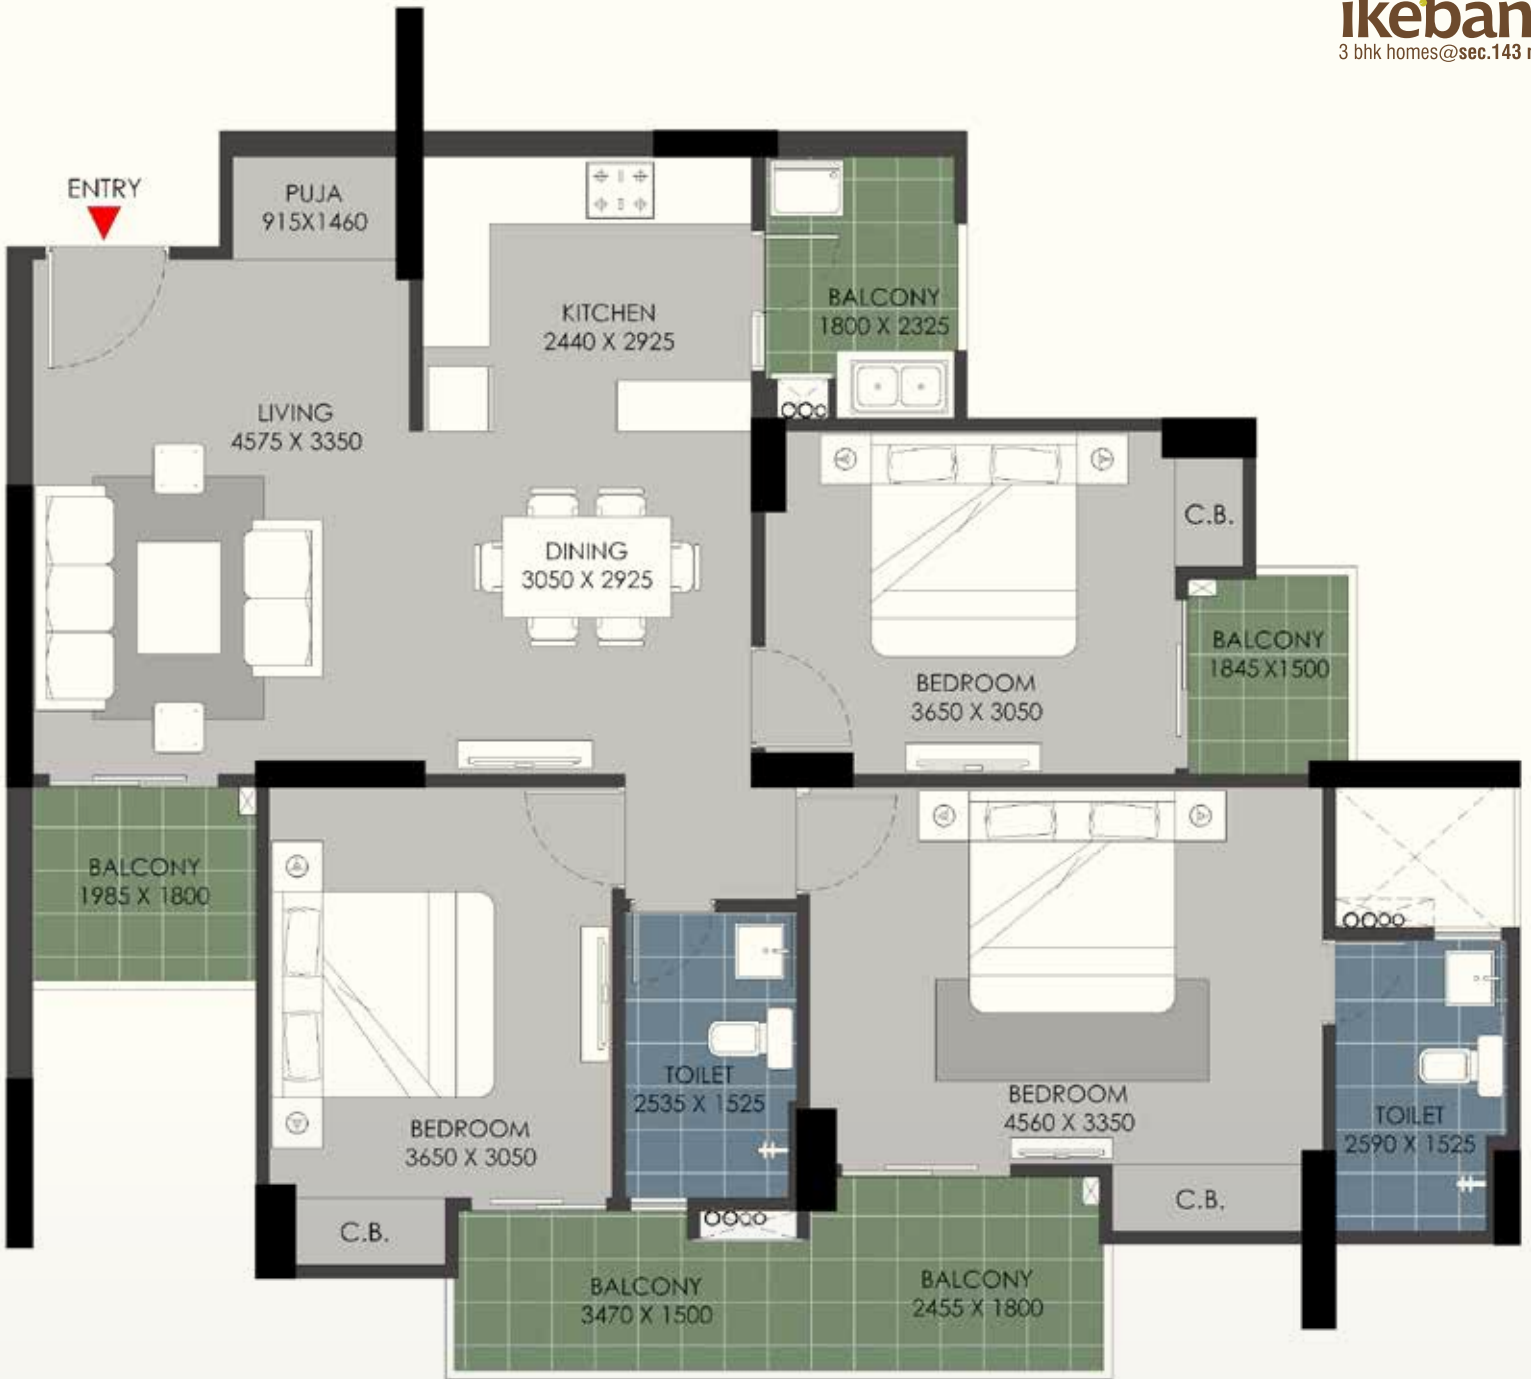 ikeban
3 bhk homes@sec.143
ENTRY
PUJA
915X1460
KITCHEN
2440 X 2925
BALCONY
1800 X 2325
LIVING
4575 X 3350
DINING
3050 X 2925
C.B.
BEDROOM
3650 X 3050
BALCONY
1845 X1500
BALCONY
1985 X 1800
TOILET
2535 X 1525
BEDROOM
3650 X 3050
BEDROOM
4560 X 3350
TOILET
2590 X 1525
C.B.
C.B.
BALCONY
3470 X 1500
BALCONY
2455 X 1800